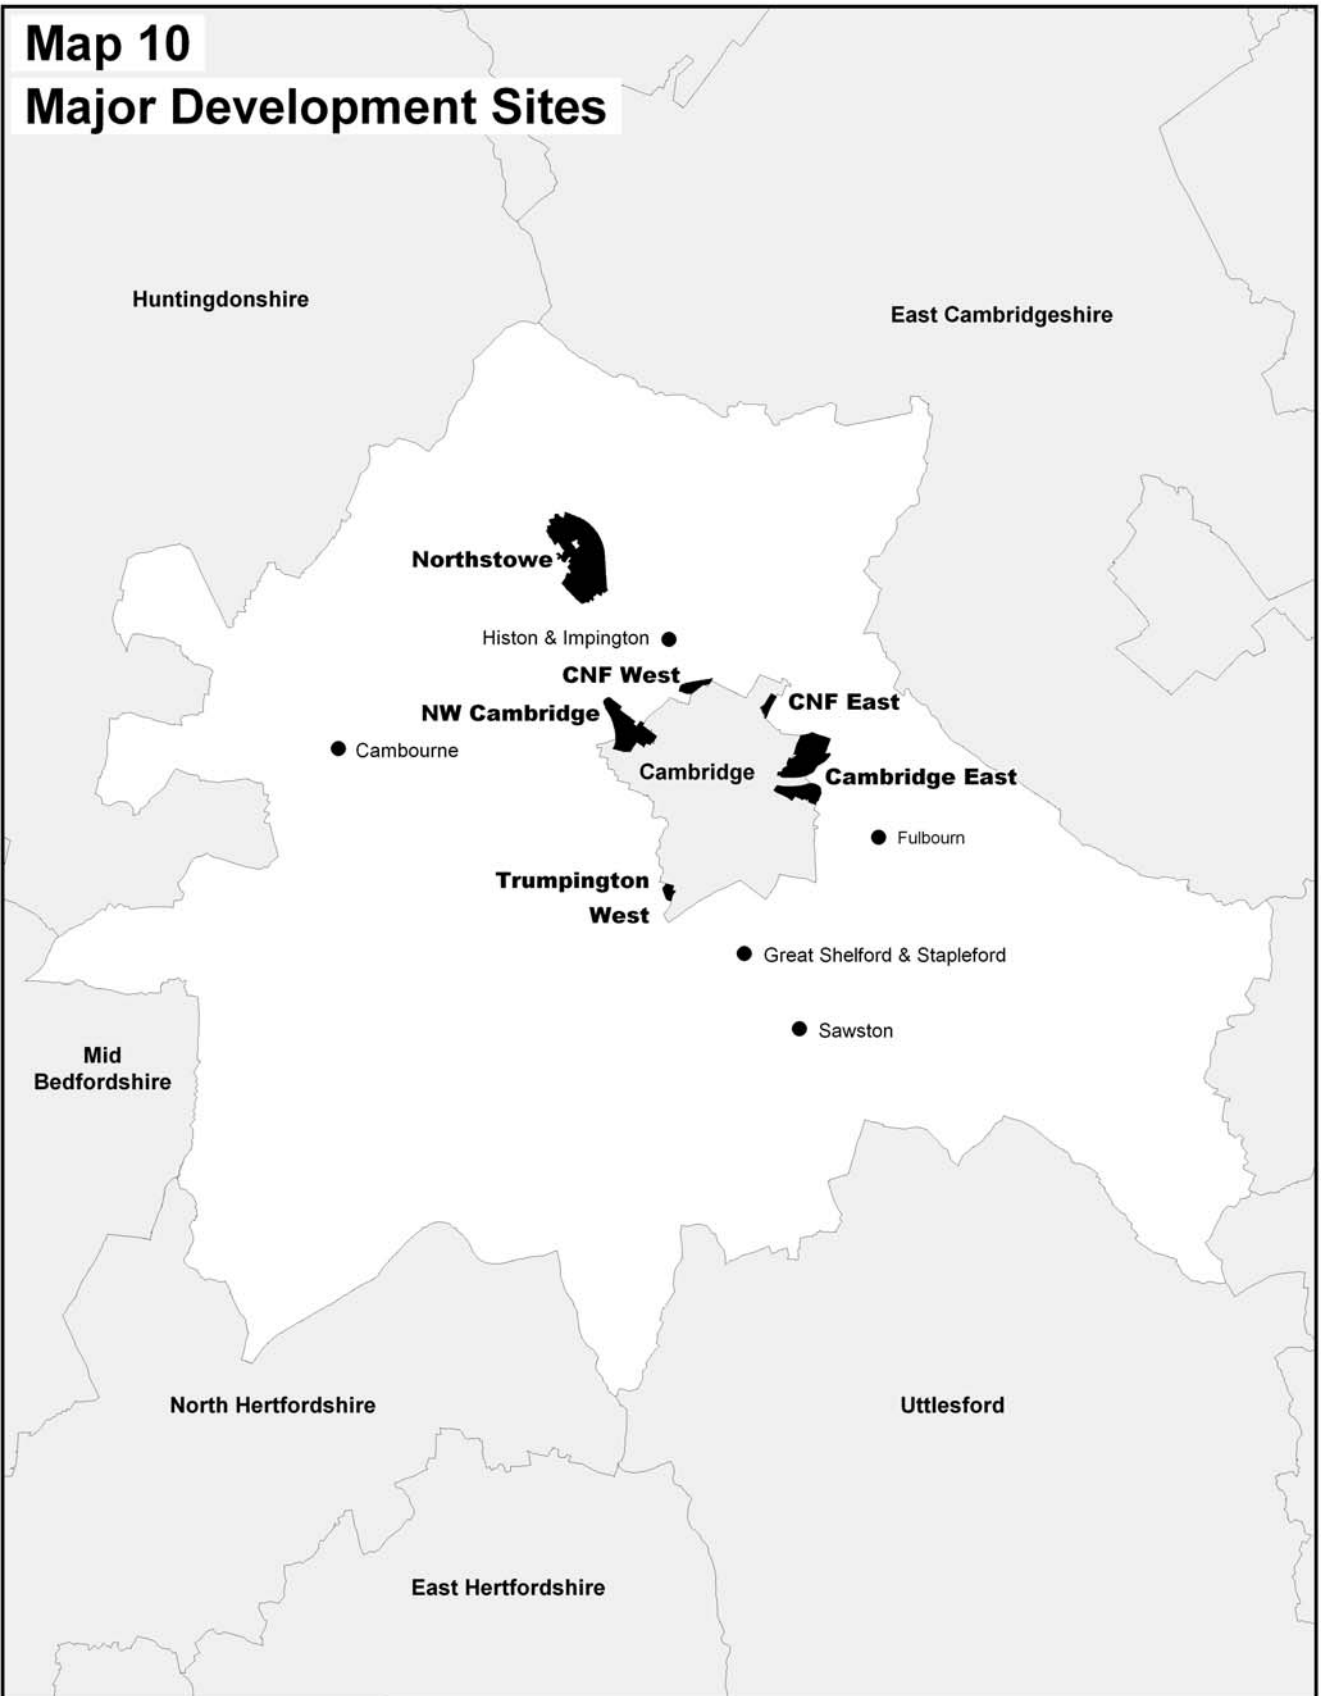 Map 10
Major Development Sites
Huntingdonshire
East Cambridgeshire
Northstowe
Histon & Impington
CNF West
CNF East
NW Cambridge
Cambourne
Cambridge
Cambridge East
Fulbourn
Trumpington
West
Great Shelford & Stapleford
Sawston
Mid
Bedfordshire
North Hertfordshire
Uttlesford
East Hertfordshire